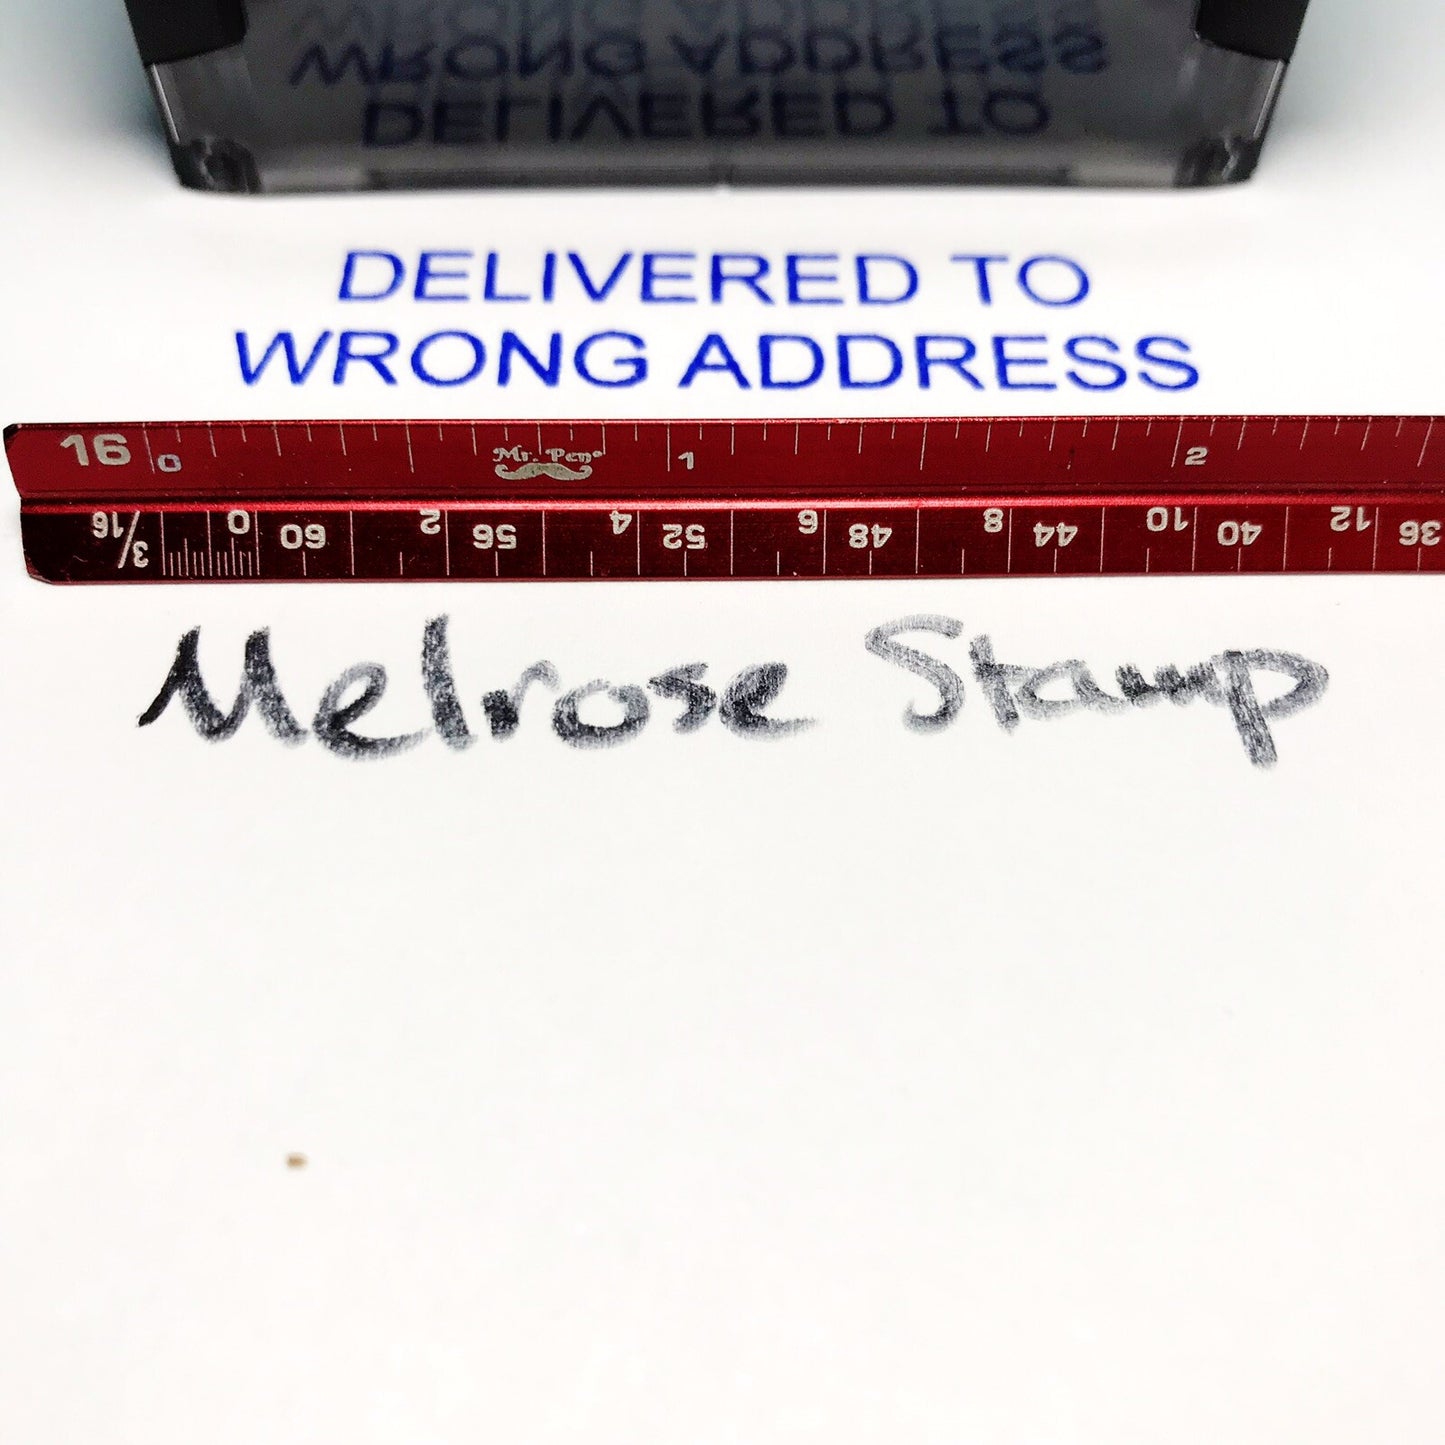 WRONG ADDRESS
DELIVERED TO
DELIVERED TO
WRONG ADDRESS
16 0 Mr. Pen® 1 2
3/16 0 60 2 56 4 52 6 48 8 44 10 40 12 36
Melrose Stamp